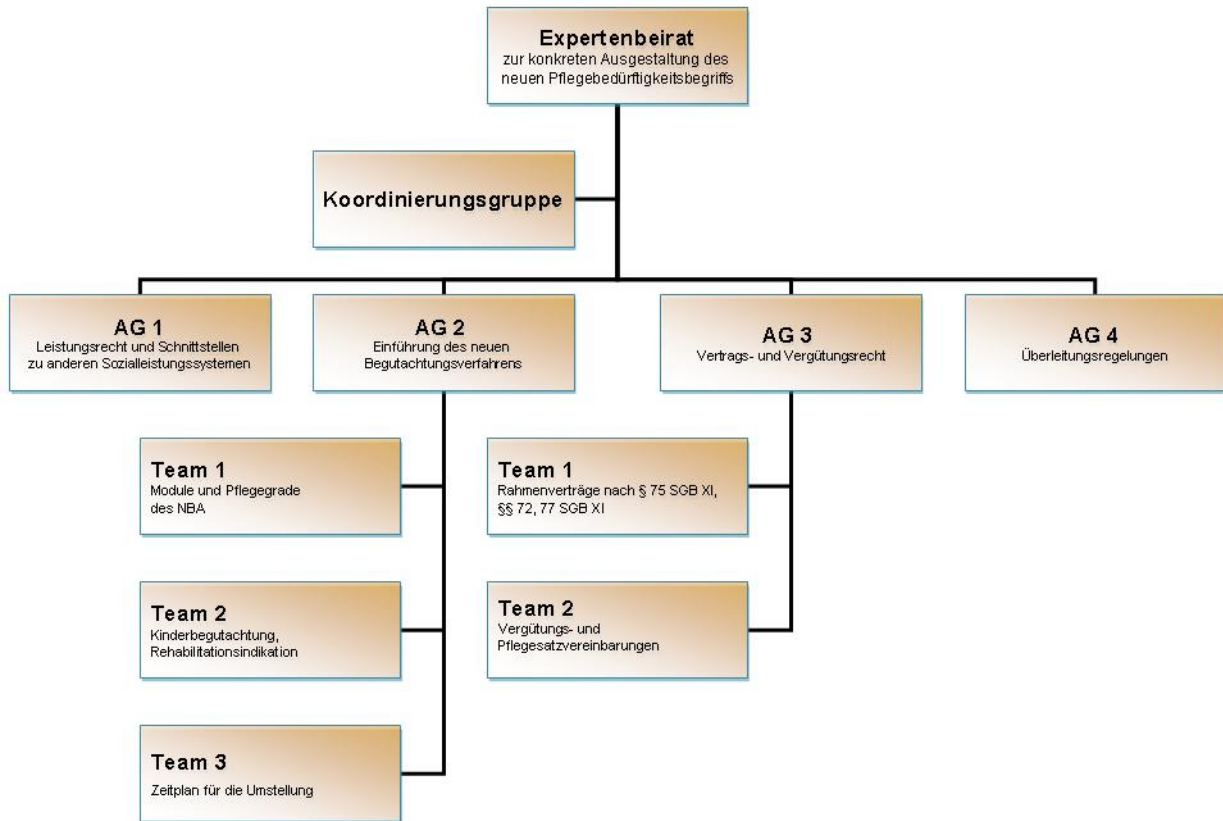 Expertenbeirat
zur konkreten Ausgestaltung des
neuen Pflegebedürftigkeitsbegriffs
Koordinierungsgruppe
AG 1
Leistungsrecht und Schnittstellen
zu anderen Sozialleistungssystemen
AG 2
Einführung des neuen
Begutachtungsverfahrens
AG 3
Vertrags- und Vergütungsrecht
AG 4
Überleitungsregelungen
Team 1
Module und Pflegegrade
des NBA
Team 2
Kinderbegutachtung,
Rehabilitationsindikation
Team 3
Zeitplan für die Umstellung
Team 1
Rahmenverträge nach § 75 SGB XI,
§§ 72, 77 SGB XI
Team 2
Vergütungs- und
Pflegesatzvereinbarungen